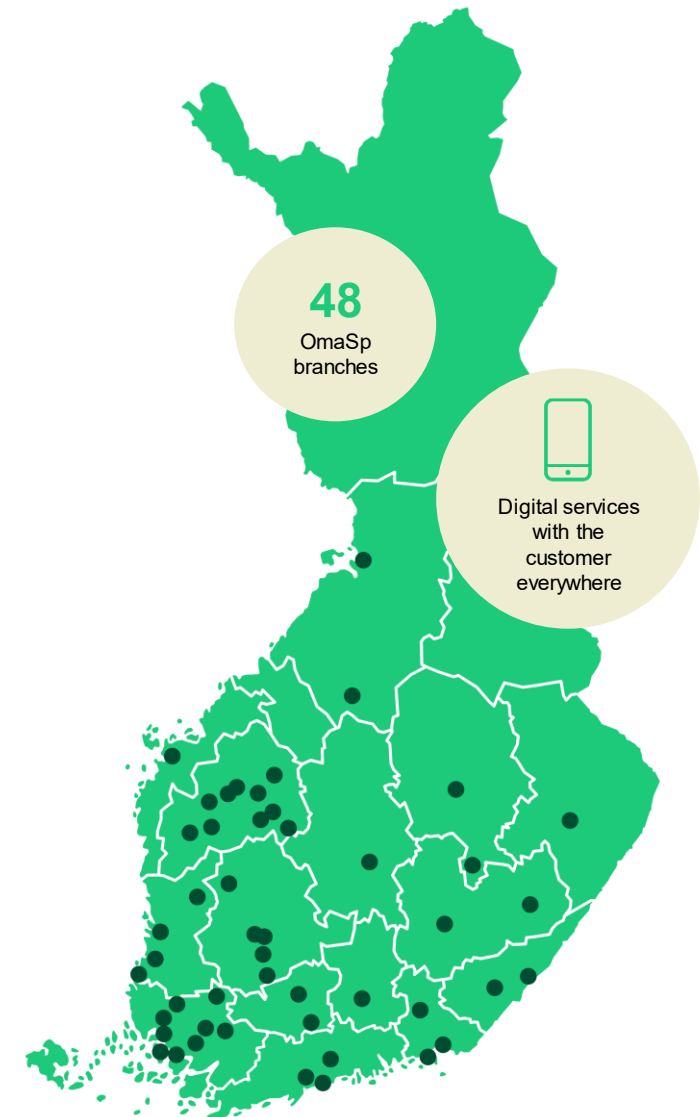 48
OmaSp
branches
Digital services
with the
customer
everywhere